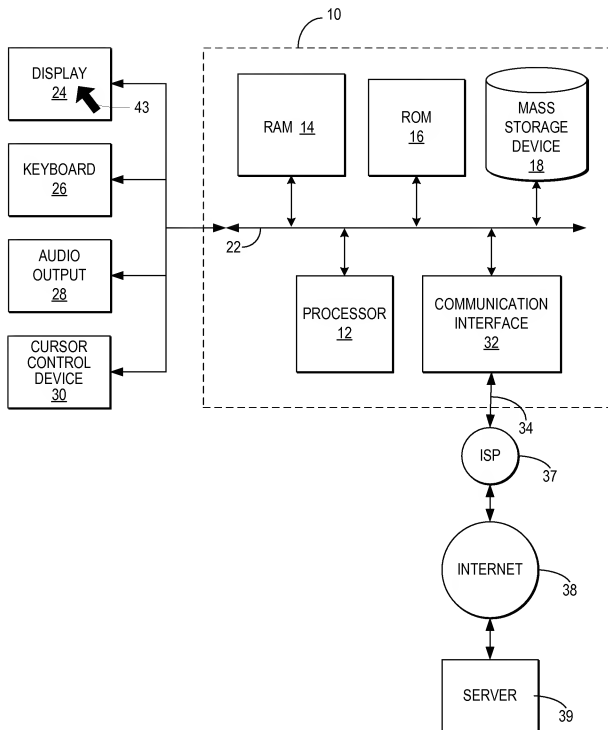 10
DISPLAY
24
43
KEYBOARD
26
AUDIO
OUTPUT
28
CURSOR
CONTROL
DEVICE
30
RAM 14
ROM
16
MASS
STORAGE
DEVICE
18
22
PROCESSOR
12
COMMUNICATION
INTERFACE
32
34
ISP
37
INTERNET
38
SERVER
39